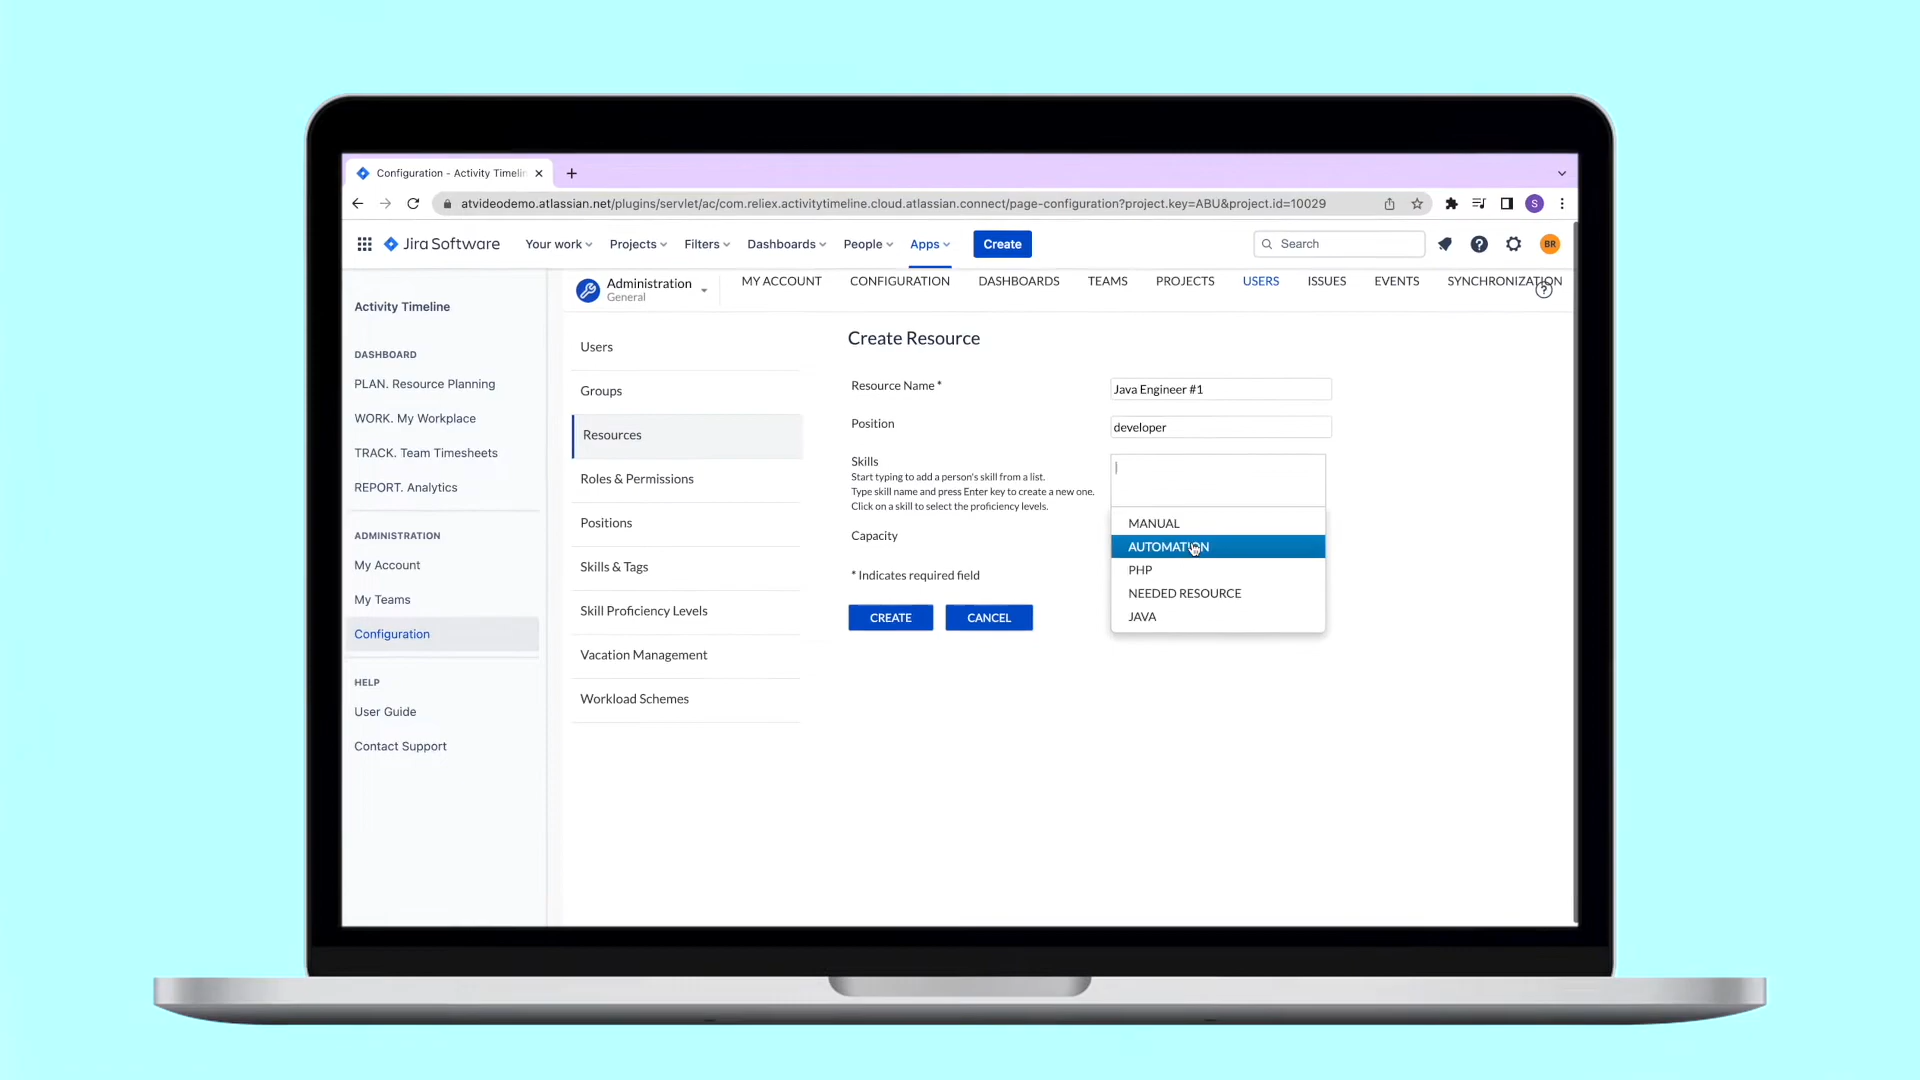 Configuration - Activity Timelin
atvideodemo.atlassian.net/plugins/servlet/ac/com.reliex.activitytimeline.cloud.atlassian.connect/page-configuration?project.key=ABU&project.id=10029
S
Jira Software
Your work
Projects
Filters
Dashboards
People
Apps
Create
Search
BR
Activity Timeline
DASHBOARD
PLAN. Resource Planning
WORK. My Workplace
TRACK. Team Timesheets
REPORT. Analytics
ADMINISTRATION
My Account
My Teams
Configuration
HELP
User Guide
Contact Support
Administration
General
MY ACCOUNT
CONFIGURATION
DASHBOARDS
TEAMS
PROJECTS
USERS
ISSUES
EVENTS
SYNCHRONIZATION
Users
Groups
Resources
Roles & Permissions
Positions
Skills & Tags
Skill Proficiency Levels
Vacation Management
Workload Schemes
Create Resource
Resource Name *
Java Engineer #1
Position
developer
Skills
Start typing to add a person's skill from a list.
Type skill name and press Enter key to create a new one.
Click on a skill to select the proficiency levels.
MANUAL
AUTOMATION
PHP
NEEDED RESOURCE
JAVA
Capacity
* Indicates required field
CREATE
CANCEL